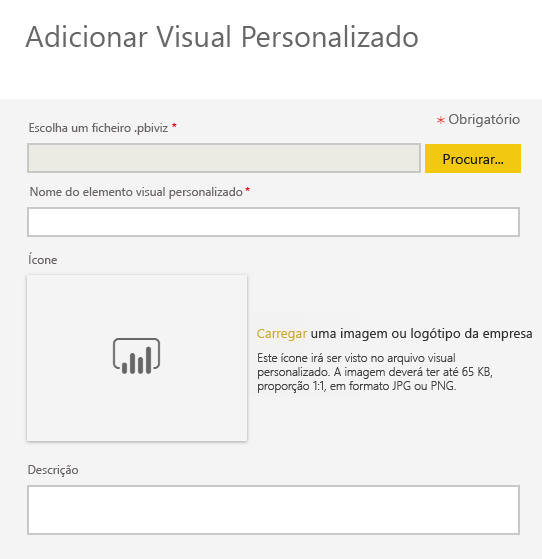 Adicionar Visual Personalizado
* Obrigatório
Escolha um ficheiro .pbiviz *
Procurar...
Nome do elemento visual personalizado *
Ícone
Carregar uma imagem ou logótipo da empresa
Este ícone irá ser visto no arquivo visual
personalizado. A imagem deverá ter até 65 KB,
proporção 1:1, em formato JPG ou PNG.
Descrição